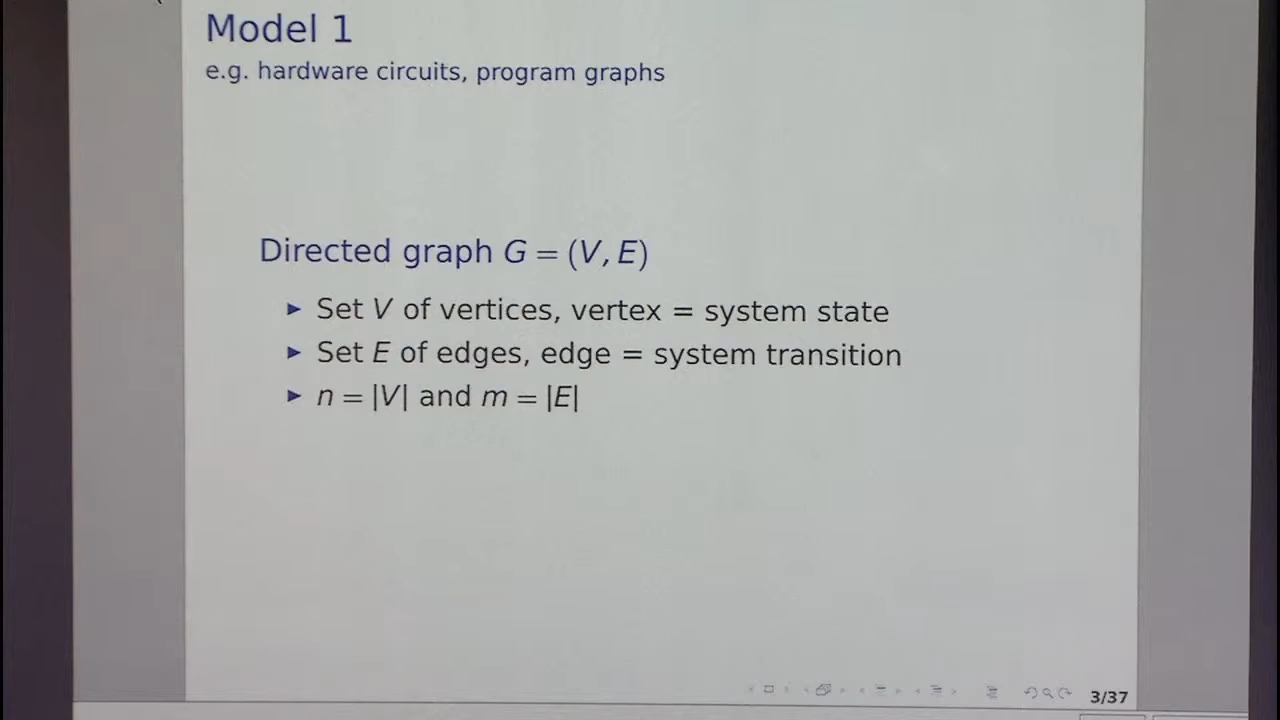 Model 1
e.g. hardware circuits, program graphs
Directed graph G = (V, E)
▶ Set V of vertices, vertex = system state
▶ Set E of edges, edge = system transition
▶ n = |V| and m = |E|
3/37